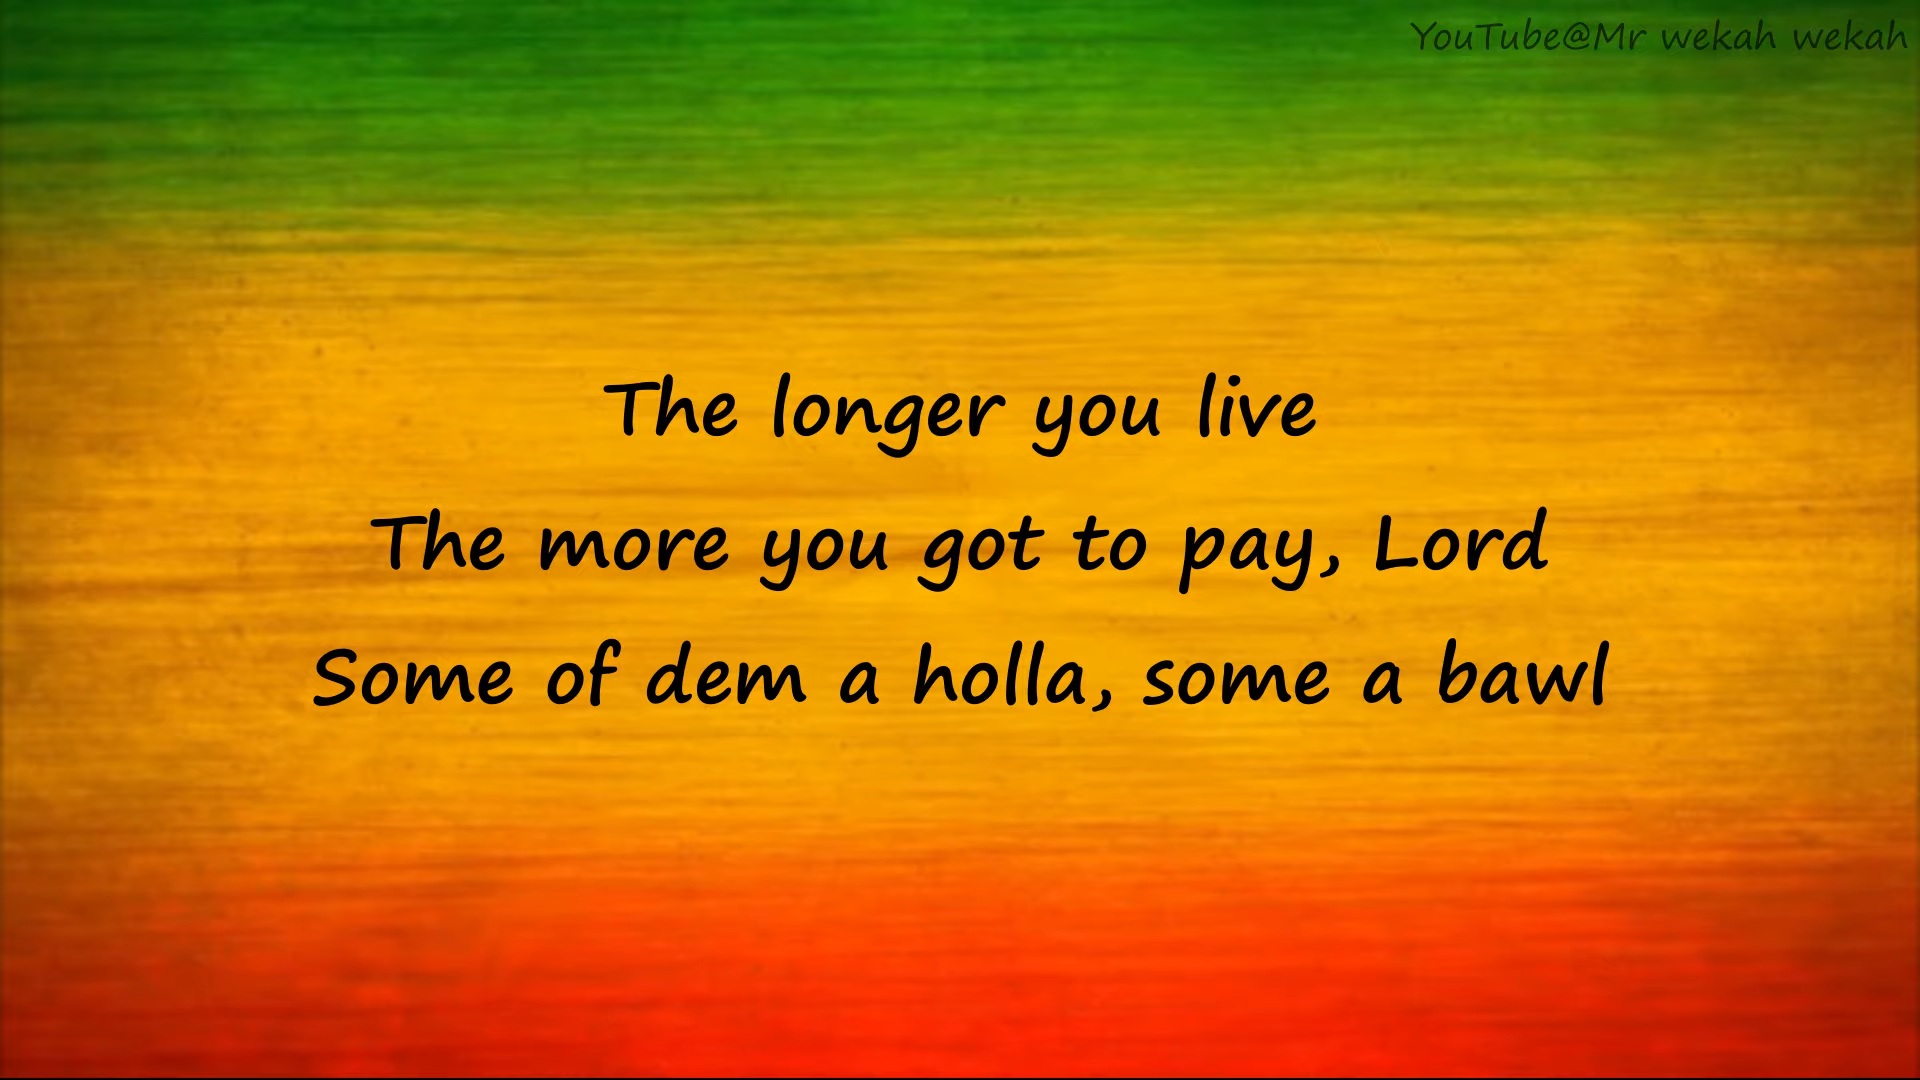 YouTube@Mr wekah wekah
The longer you live
The more you got to pay, Lord
Some of dem a holla, some a bawl